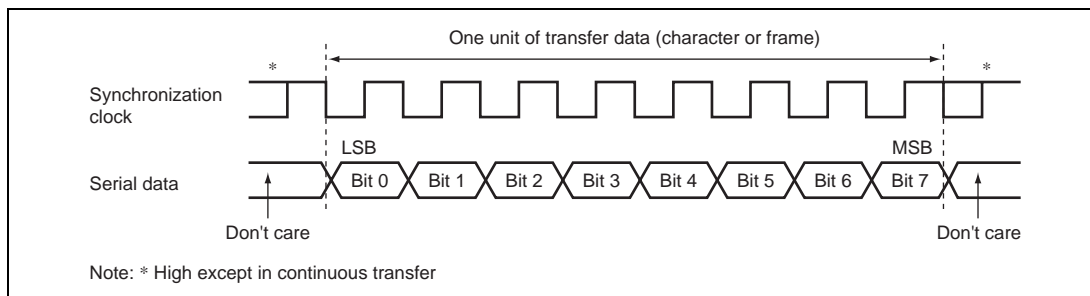 One unit of transfer data (character or frame)
* *
Synchronization
clock
LSB MSB
Serial data Bit 0 Bit 1 Bit 2 Bit 3 Bit 4 Bit 5 Bit 6 Bit 7
Don't care Don't care
Note: * High except in continuous transfer